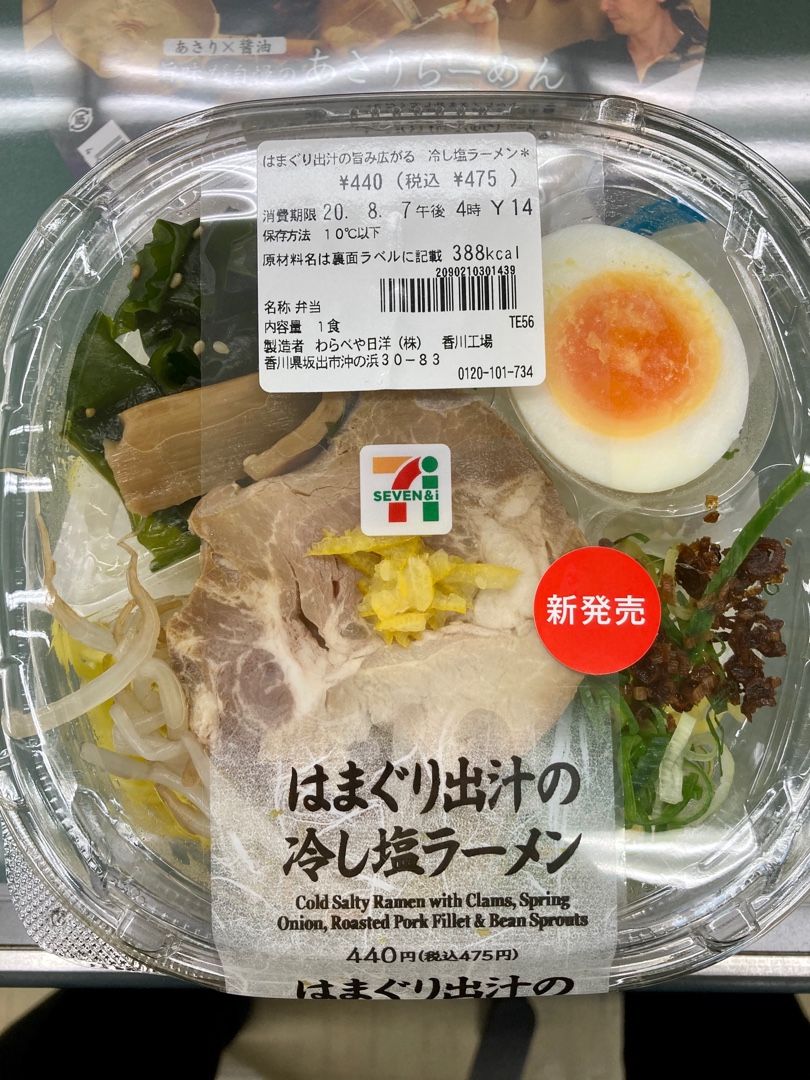 あさり×醤油
あさりらーめん
はまぐり出汁の旨み広がる 冷し塩ラーメン*
¥440 (税込 ¥475 )
消費期限 20. 8. 7午後 4時 Y 14
保存方法 10℃以下
原材料名は裏面ラベルに記載 388kcal
2090210301439
名称 弁当
内容量 1食 TE56
製造者 わらべや日洋(株) 香川工場
香川県坂出市沖の浜30-83
0120-101-734
SEVEN&i
新発売
はまぐり出汁の
冷し塩ラーメン
Cold Salty Ramen with Clams, Spring
Onion, Roasted Pork Fillet & Bean Sprouts
440円(税込475円)
はまぐり出汁の